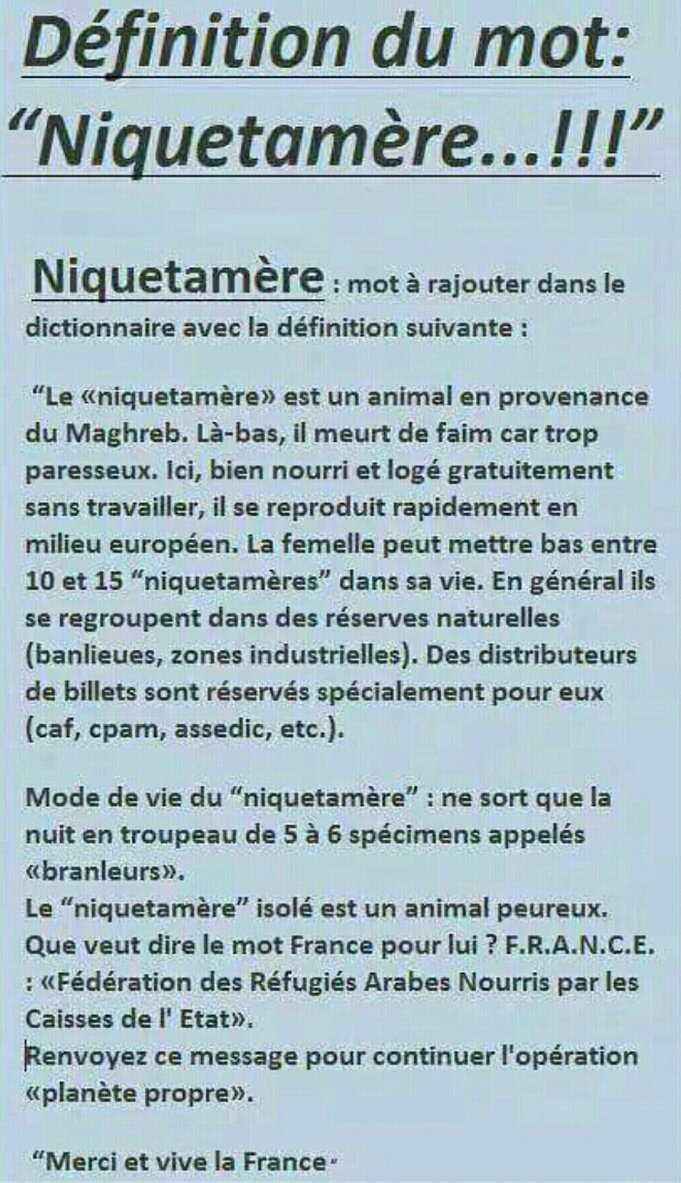 Définition du mot:
“Niquetamère...!!!”
Niquetamère : mot à rajouter dans le
dictionnaire avec la définition suivante :
“Le «niquetamère» est un animal en provenance
du Maghreb. Là-bas, il meurt de faim car trop
paresseux. Ici, bien nourri et logé gratuitement
sans travailler, il se reproduit rapidement en
milieu européen. La femelle peut mettre bas entre
10 et 15 “niquetamères” dans sa vie. En général ils
se regroupent dans des réserves naturelles
(banlieues, zones industrielles). Des distributeurs
de billets sont réservés spécialement pour eux
(caf, cpam, assedic, etc.).
Mode de vie du “niquetamère” : ne sort que la
nuit en troupeau de 5 à 6 spécimens appelés
«branleurs».
Le “niquetamère” isolé est un animal peureux.
Que veut dire le mot France pour lui ? F.R.A.N.C.E.
: «Fédération des Réfugiés Arabes Nourris par les
Caisses de l' Etat».
Renvoyez ce message pour continuer l'opération
«planète propre».
“Merci et vive la France“